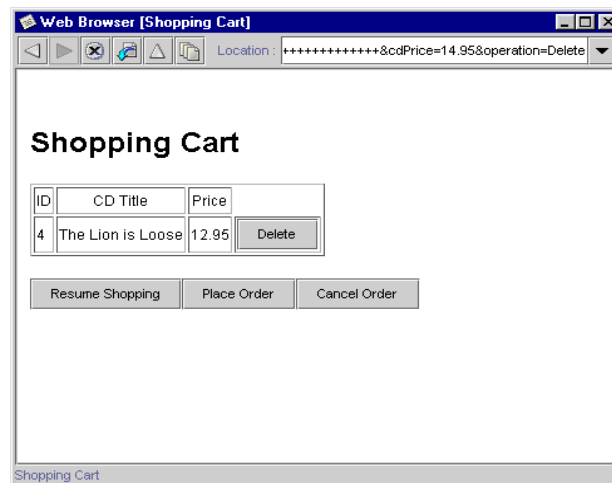 Web Browser [Shopping Cart]
Location : +++++++++++++&cdPrice=14.95&operation=Delete
Shopping Cart
ID CD Title Price
4 The Lion is Loose 12.95 Delete
Resume Shopping Place Order Cancel Order
Shopping Cart